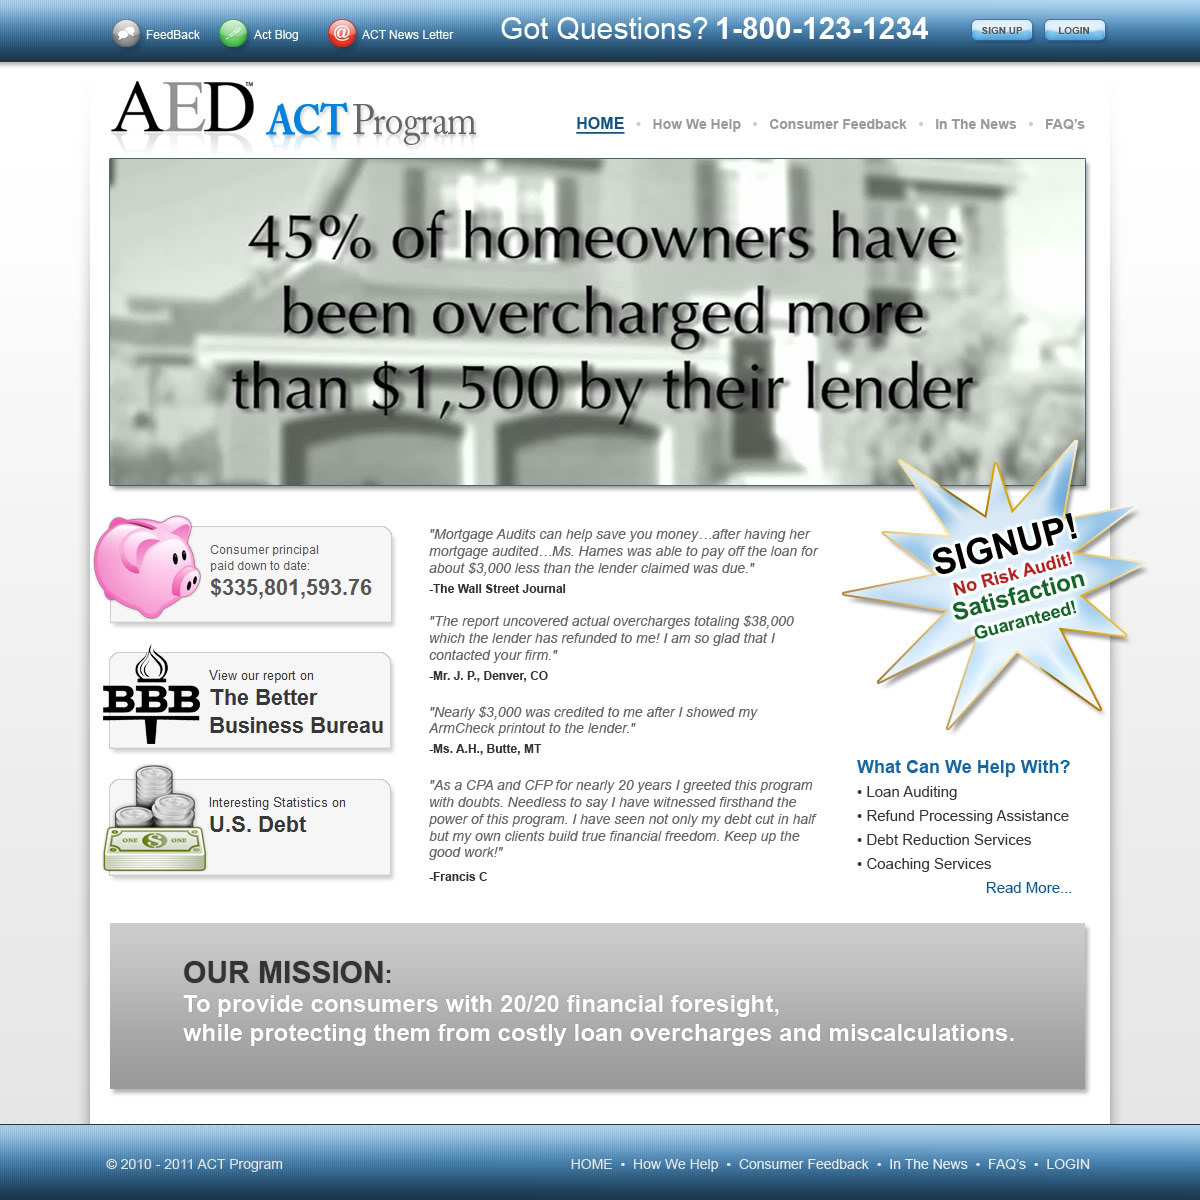 FeedBack
Act Blog
@ ACT News Letter
Got Questions? 1-800-123-1234
SIGN UP
LOGIN
AED™ ACT Program
HOME • How We Help • Consumer Feedback • In The News • FAQ's
45% of homeowners have
been overcharged more
than $1,500 by their lender
Consumer principal
paid down to date:
$335,801,593.76
BBB
View our report on
The Better
Business Bureau
ONE $ ONE
Interesting Statistics on
U.S. Debt
"Mortgage Audits can help save you money…after having her
mortgage audited…Ms. Hames was able to pay off the loan for
about $3,000 less than the lender claimed was due."
-The Wall Street Journal
"The report uncovered actual overcharges totaling $38,000
which the lender has refunded to me! I am so glad that I
contacted your firm."
-Mr. J. P., Denver, CO
"Nearly $3,000 was credited to me after I showed my
ArmCheck printout to the lender."
-Ms. A.H., Butte, MT
"As a CPA and CFP for nearly 20 years I greeted this program
with doubts. Needless to say I have witnessed firsthand the
power of this program. I have seen not only my debt cut in half
but my own clients build true financial freedom. Keep up the
good work!"
-Francis C
SIGNUP!
No Risk Audit!
Satisfaction
Guaranteed!
What Can We Help With?
• Loan Auditing
• Refund Processing Assistance
• Debt Reduction Services
• Coaching Services
Read More...
OUR MISSION:
To provide consumers with 20/20 financial foresight,
while protecting them from costly loan overcharges and miscalculations.
© 2010 - 2011 ACT Program
HOME • How We Help • Consumer Feedback • In The News • FAQ's • LOGIN